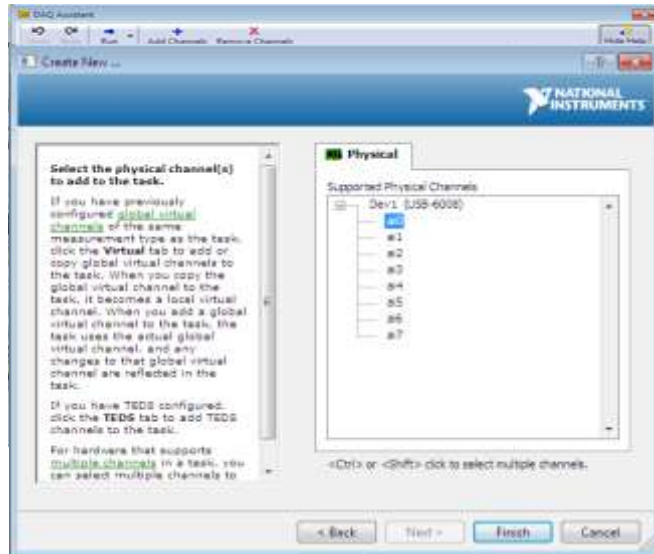 DAQ Assistant
Undo Redo Run Add Channels Remove Channels Hide Help
Create New ...
NATIONAL
INSTRUMENTS
Select the physical channel(s)
to add to the task.
If you have previously
configured global virtual
channels of the same
measurement type as the task,
click the Virtual tab to add or
copy global virtual channels to
the task. When you copy the
global virtual channel to the
task, it becomes a local virtual
channel. When you add a global
virtual channel to the task, the
task uses the actual global
virtual channel, and any
changes to that global virtual
channel are reflected in the
task.
If you have TEDS configured,
click the TEDS tab to add TEDS
channels to the task.
For hardware that supports
multiple channels in a task, you
can select multiple channels to
Physical
Supported Physical Channels
Dev1 (USB-6008)
ai0
ai1
ai2
ai3
ai4
ai5
ai6
ai7
<Ctrl> or <Shift> click to select multiple channels.
< Back Next > Finish Cancel